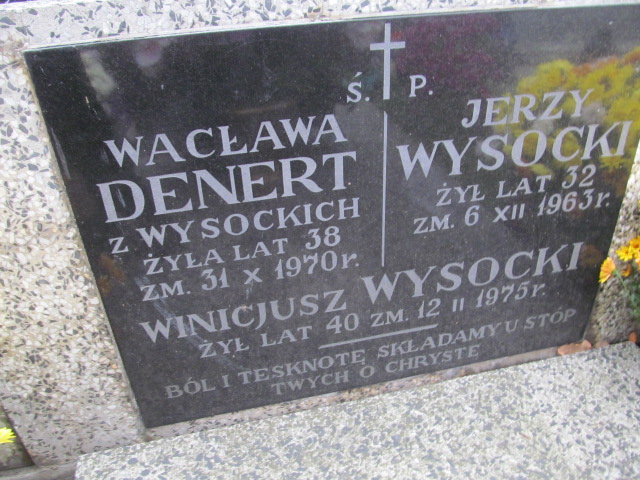 Ś. P.
WACŁAWA
DENERT
Z WYSOCKICH
ŻYŁA LAT 38
ZM. 31 X 1970 r.
JERZY
WYSOCKI
ŻYŁ LAT 32
ZM. 6 XII 1963 r.
WINICJUSZ WYSOCKI
ŻYŁ LAT 40 ZM. 12 II 1975 r.
BÓL I TESKNOTĘ SKŁADAMY U STÓP
TWYCH O CHRYSTE